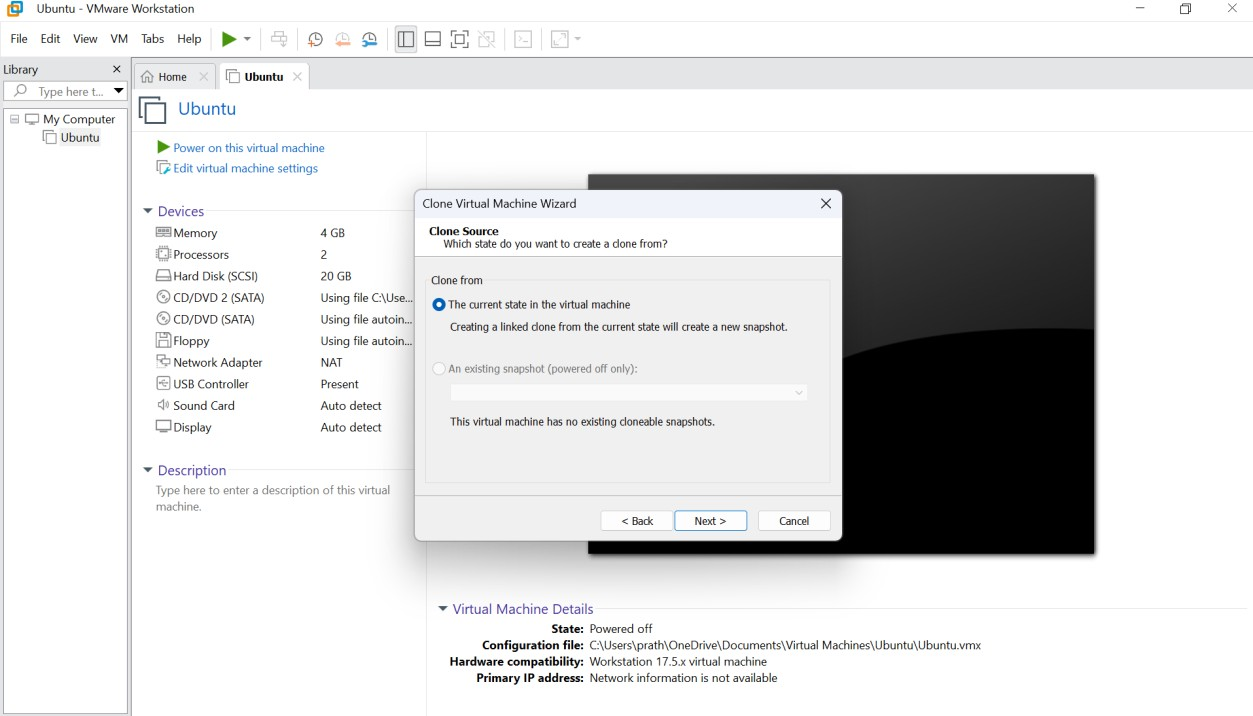 Ubuntu - VMware Workstation
File Edit View VM Tabs Help
Library
Type here t...
My Computer
Ubuntu
Home
Ubuntu
Ubuntu
Power on this virtual machine
Edit virtual machine settings
Devices
Memory 4 GB
Processors 2
Hard Disk (SCSI) 20 GB
CD/DVD 2 (SATA) Using file C:\Use...
CD/DVD (SATA) Using file autoin...
Floppy Using file autoin...
Network Adapter NAT
USB Controller Present
Sound Card Auto detect
Display Auto detect
Description
Type here to enter a description of this virtual
machine.
Clone Virtual Machine Wizard
Clone Source
Which state do you want to create a clone from?
Clone from
The current state in the virtual machine
Creating a linked clone from the current state will create a new snapshot.
An existing snapshot (powered off only):
This virtual machine has no existing cloneable snapshots.
< Back Next > Cancel
Virtual Machine Details
State: Powered off
Configuration file: C:\Users\prath\OneDrive\Documents\Virtual Machines\Ubuntu\Ubuntu.vmx
Hardware compatibility: Workstation 17.5.x virtual machine
Primary IP address: Network information is not available